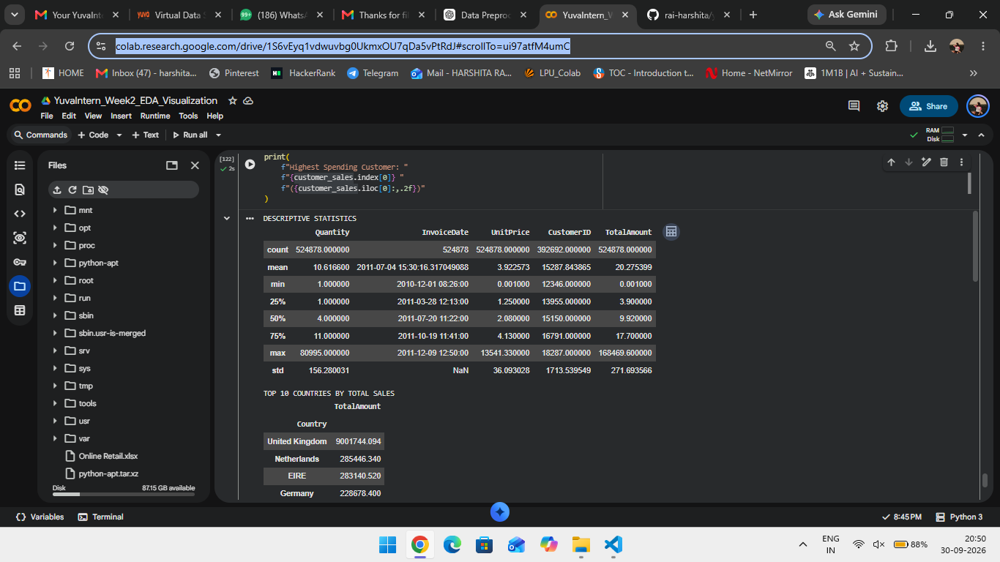 Your YuvaInte
Virtual Data S
(186) WhatsA
Thanks for fil
Data Preproc
YuvaIntern_W
rai-harshita/y
Ask Gemini
colab.research.google.com/drive/1S6vEyq1vdwuvbg0UkmxOU7qDa5vPtRdJ#scrollTo=ui97atfM4umC
HOME
Inbox (47) - harshita...
Pinterest
HackerRank
Telegram
Mail - HARSHITA RA...
LPU_Colab
TOC - Introduction t...
Home - NetMirror
1M1B | AI + Sustain...
YuvaIntern_Week2_EDA_Visualization
File Edit View Insert Runtime Tools Help
Share
Commands + Code + Text Run all
RAM
Disk
Files
mnt
opt
proc
python-apt
root
run
sbin
sbin.usr-is-merged
srv
sys
tmp
tools
usr
var
Online Retail.xlsx
python-apt.tar.xz
Disk 87.15 GB available
[122]
2s
print(
f"Highest Spending Customer: "
f"{customer_sales.index[0]} "
f"({customer_sales.iloc[0]:,.2f})"
)
DESCRIPTIVE STATISTICS
Quantity InvoiceDate UnitPrice CustomerID TotalAmount
count 524878.000000 524878 524878.000000 392692.000000 524878.000000
mean 10.616600 2011-07-04 15:30:16.317049088 3.922573 15287.843865 20.275399
min 1.000000 2010-12-01 08:26:00 0.001000 12346.000000 0.001000
25% 1.000000 2011-03-28 12:13:00 1.250000 13955.000000 3.900000
50% 4.000000 2011-07-20 11:22:00 2.080000 15150.000000 9.920000
75% 11.000000 2011-10-19 11:41:00 4.130000 16791.000000 17.700000
max 80995.000000 2011-12-09 12:50:00 13541.330000 18287.000000 168469.600000
std 156.280031 NaN 36.093028 1713.539549 271.693566
TOP 10 COUNTRIES BY TOTAL SALES
TotalAmount
Country
United Kingdom 9001744.094
Netherlands 285446.340
EIRE 283140.520
Germany 228678.400
Variables Terminal
8:45 PM Python 3
ENG
IN
88%
20:50
30-09-2026